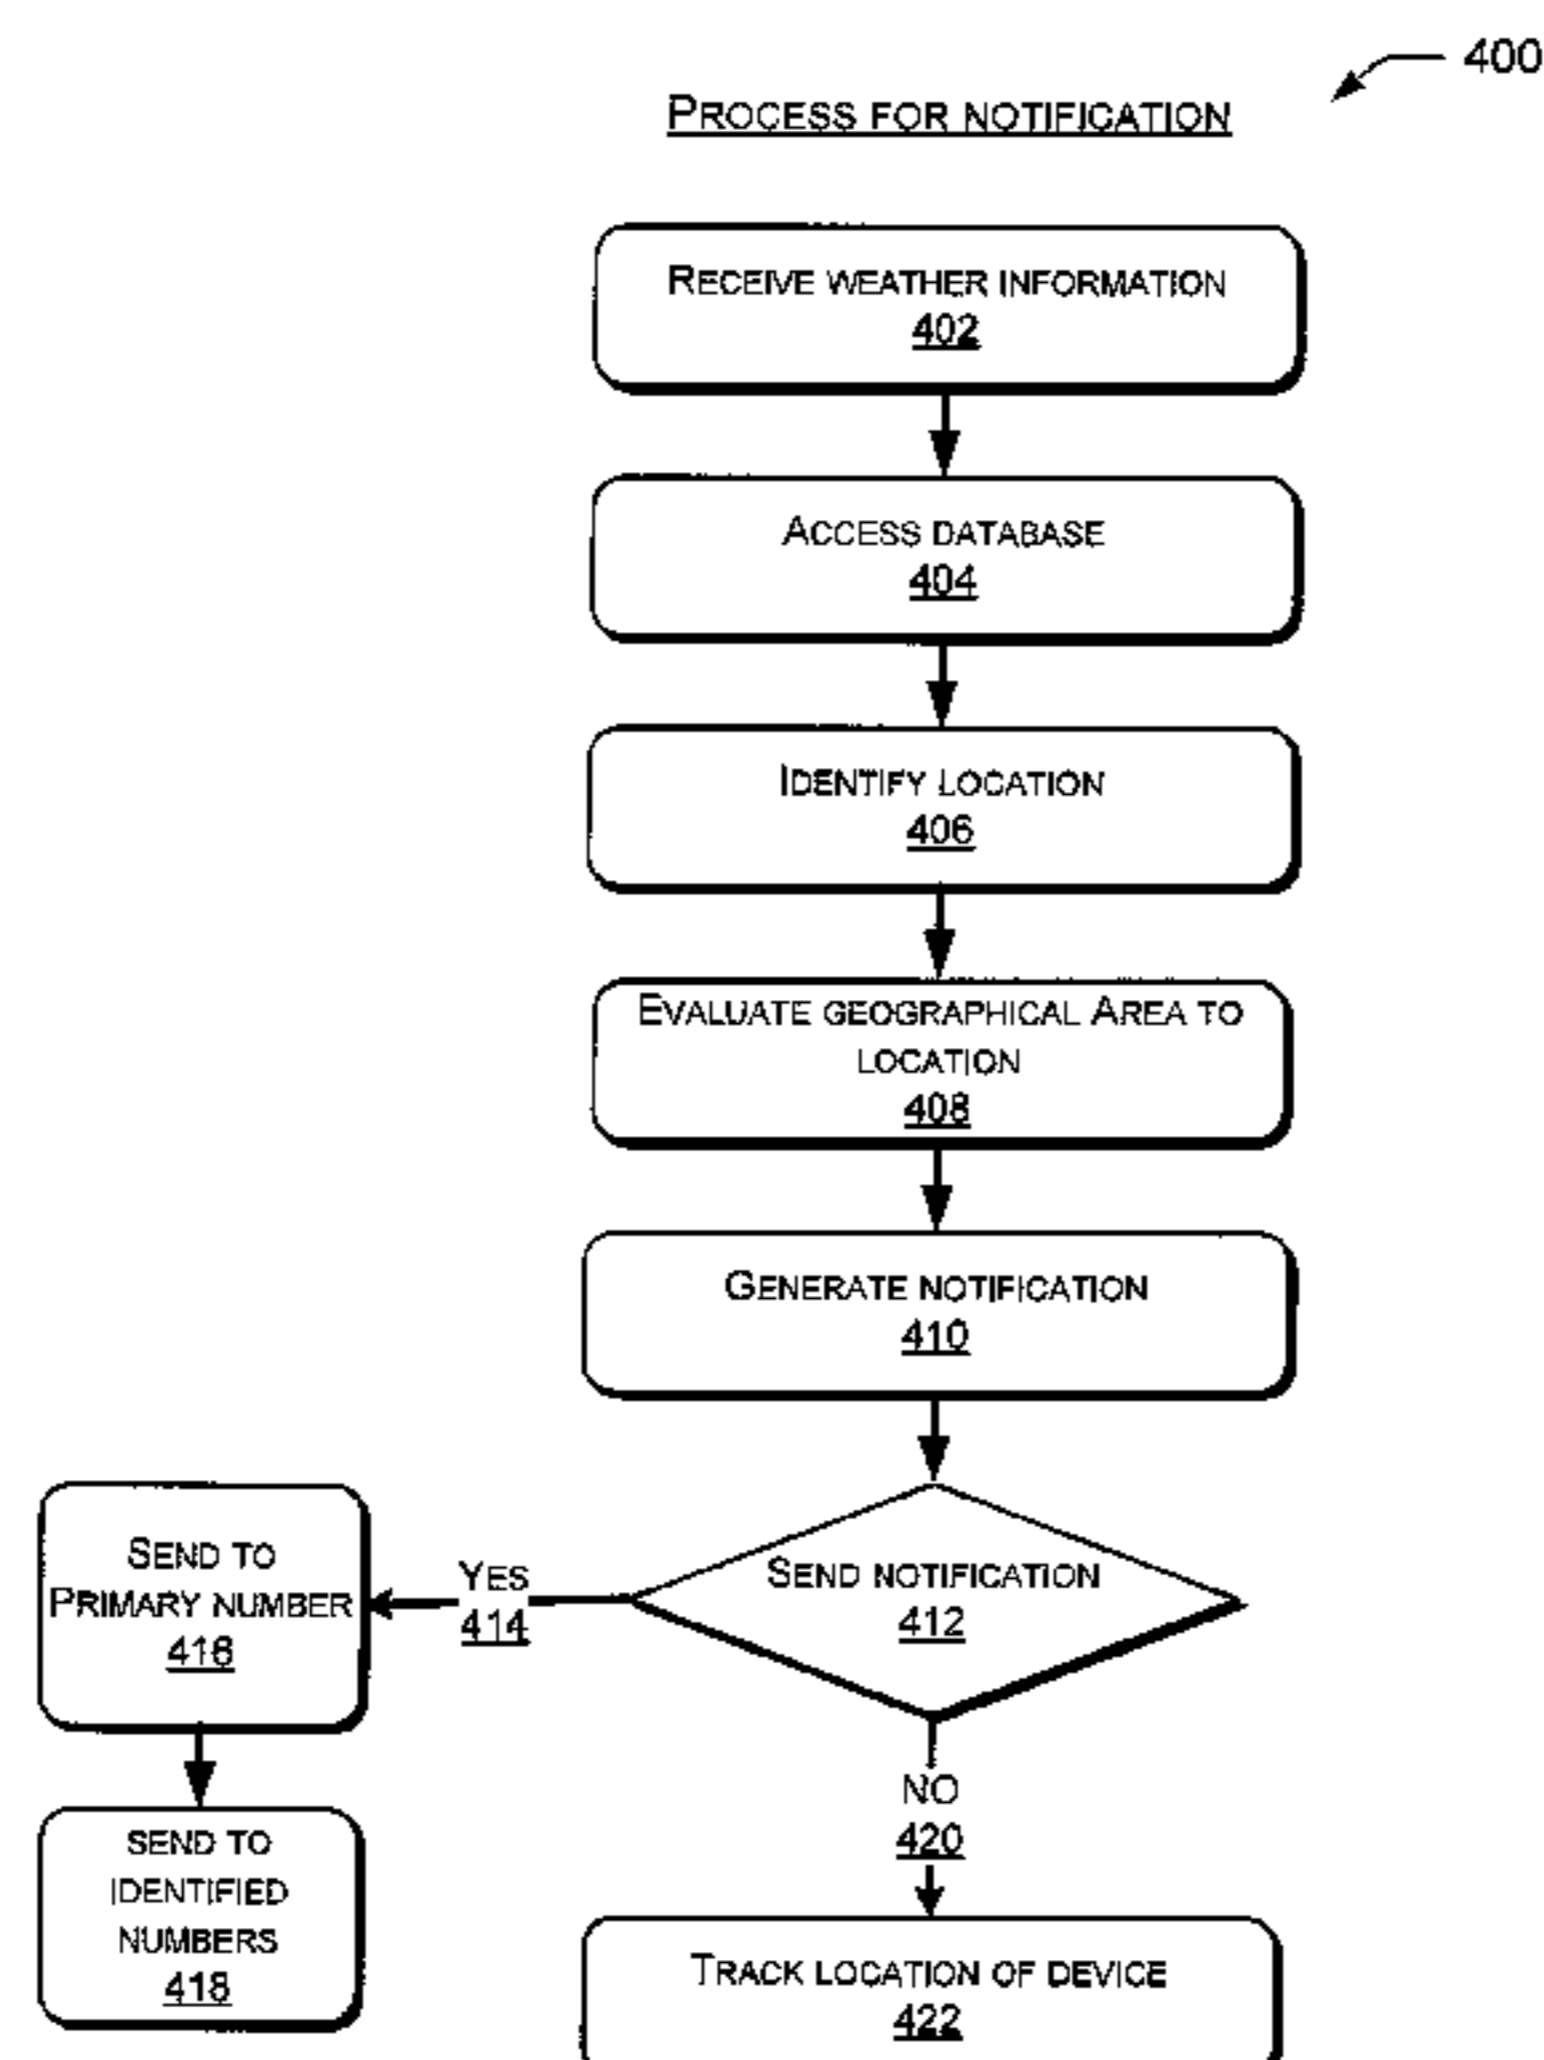 400
PROCESS FOR NOTIFICATION
RECEIVE WEATHER INFORMATION
402
ACCESS DATABASE
404
IDENTIFY LOCATION
406
EVALUATE GEOGRAPHICAL AREA TO
LOCATION
408
GENERATE NOTIFICATION
410
SEND NOTIFICATION
412
YES
414
SEND TO
PRIMARY NUMBER
416
SEND TO
IDENTIFIED
NUMBERS
418
NO
420
TRACK LOCATION OF DEVICE
422